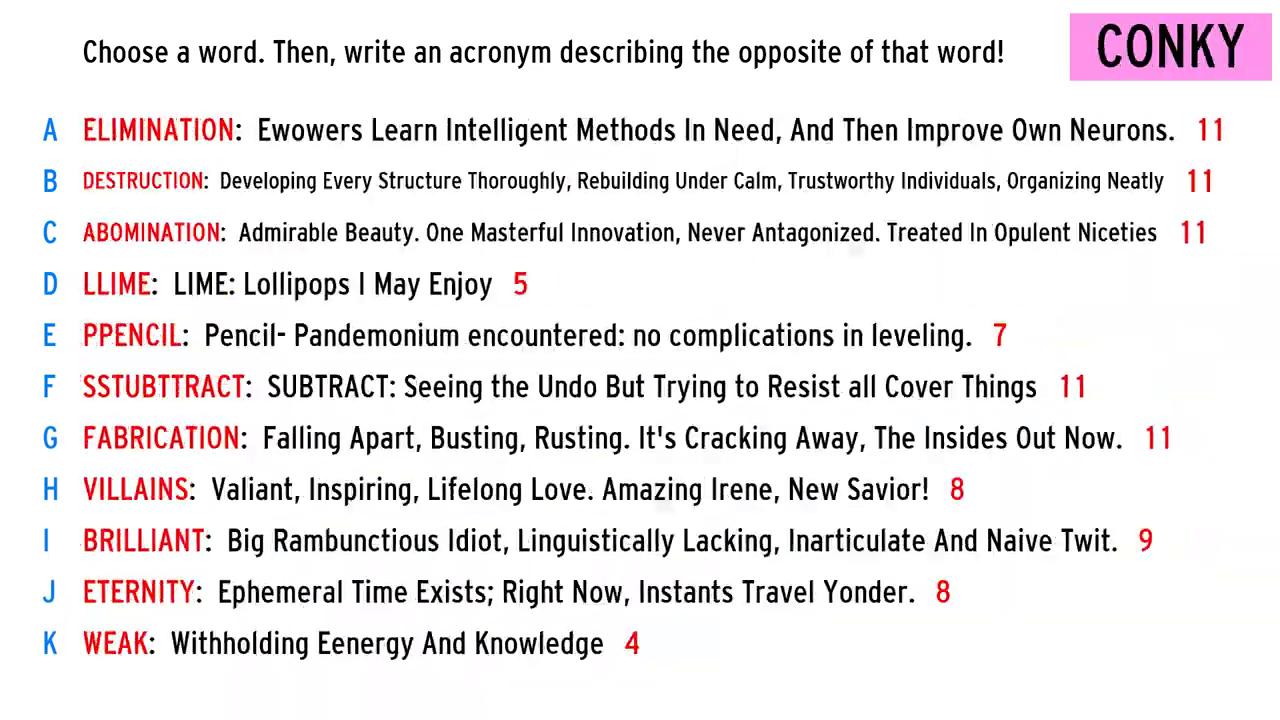 Choose a word. Then, write an acronym describing the opposite of that word! CONKY
A ELIMINATION: Ewowers Learn Intelligent Methods In Need, And Then Improve Own Neurons. 11
B DESTRUCTION: Developing Every Structure Thoroughly, Rebuilding Under Calm, Trustworthy Individuals, Organizing Neatly 11
C ABOMINATION: Admirable Beauty. One Masterful Innovation, Never Antagonized. Treated In Opulent Niceties 11
D LLIME: LIME: Lollipops I May Enjoy 5
E PPENCIL: Pencil- Pandemonium encountered: no complications in leveling. 7
F SSTUBTTRACT: SUBTRACT: Seeing the Undo But Trying to Resist all Cover Things 11
G FABRICATION: Falling Apart, Busting, Rusting. It's Cracking Away, The Insides Out Now. 11
H VILLAINS: Valiant, Inspiring, Lifelong Love. Amazing Irene, New Savior! 8
I BRILLIANT: Big Rambunctious Idiot, Linguistically Lacking, Inarticulate And Naive Twit. 9
J ETERNITY: Ephemeral Time Exists; Right Now, Instants Travel Yonder. 8
K WEAK: Withholding Eenergy And Knowledge 4